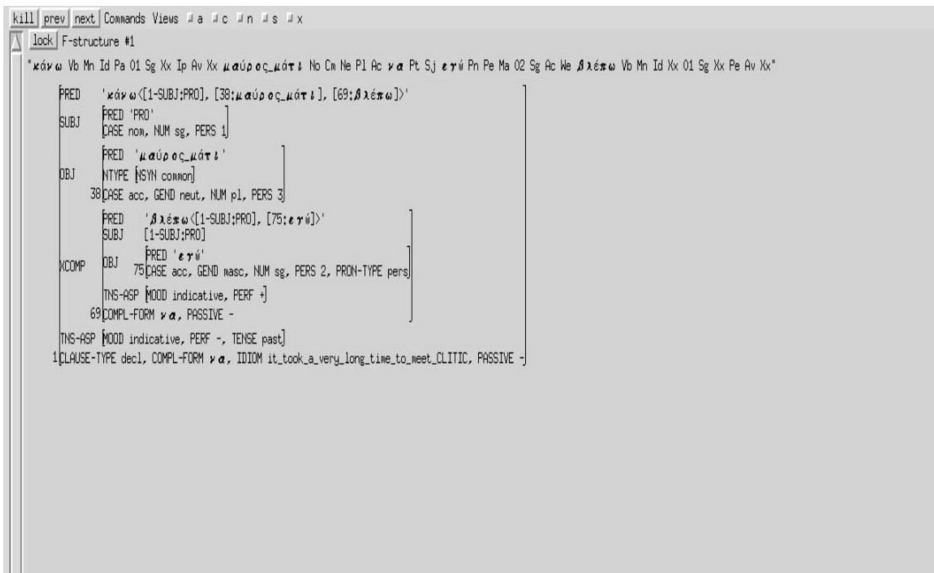 kill prev next Commands Views a c n s x
lock F-structure #1
"κάνω Vb Mn Id Pa 01 Sg Xx Ip Av Xx μαύρος_μάτι No Cm Ne Pl Ac να Pt Sj εγώ Pn Pe Ma 02 Sg Ac We βλέπω Vb Mn Id Xx 01 Sg Xx Pe Av Xx"
PRED 'κάνω<[1-SUBJ:PRO], [38:μαύρος_μάτι], [69:βλέπω]>'
SUBJ PRED 'PRO'
CASE nom, NUM sg, PERS 1
PRED 'μαύρος_μάτι'
OBJ NTYPE NSYN common
38 CASE acc, GEND neut, NUM pl, PERS 3
PRED 'βλέπω<[1-SUBJ:PRO], [75:εγώ]>'
SUBJ [1-SUBJ:PRO]
XCOMP OBJ PRED 'εγώ'
75 CASE acc, GEND masc, NUM sg, PERS 2, PRON-TYPE pers
TNS-ASP MOOD indicative, PERF +
69 COMPL-FORM να, PASSIVE -
TNS-ASP MOOD indicative, PERF -, TENSE past
1 CLAUSE-TYPE decl, COMPL-FORM να, IDIOM it_took_a_very_long_time_to_meet_CLITIC, PASSIVE -